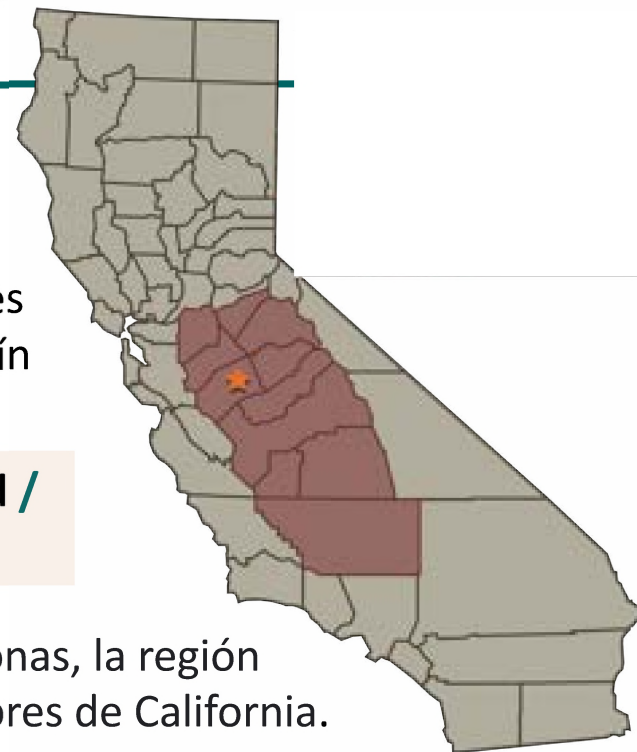 es
ín
/
onas, la región
ores de California.